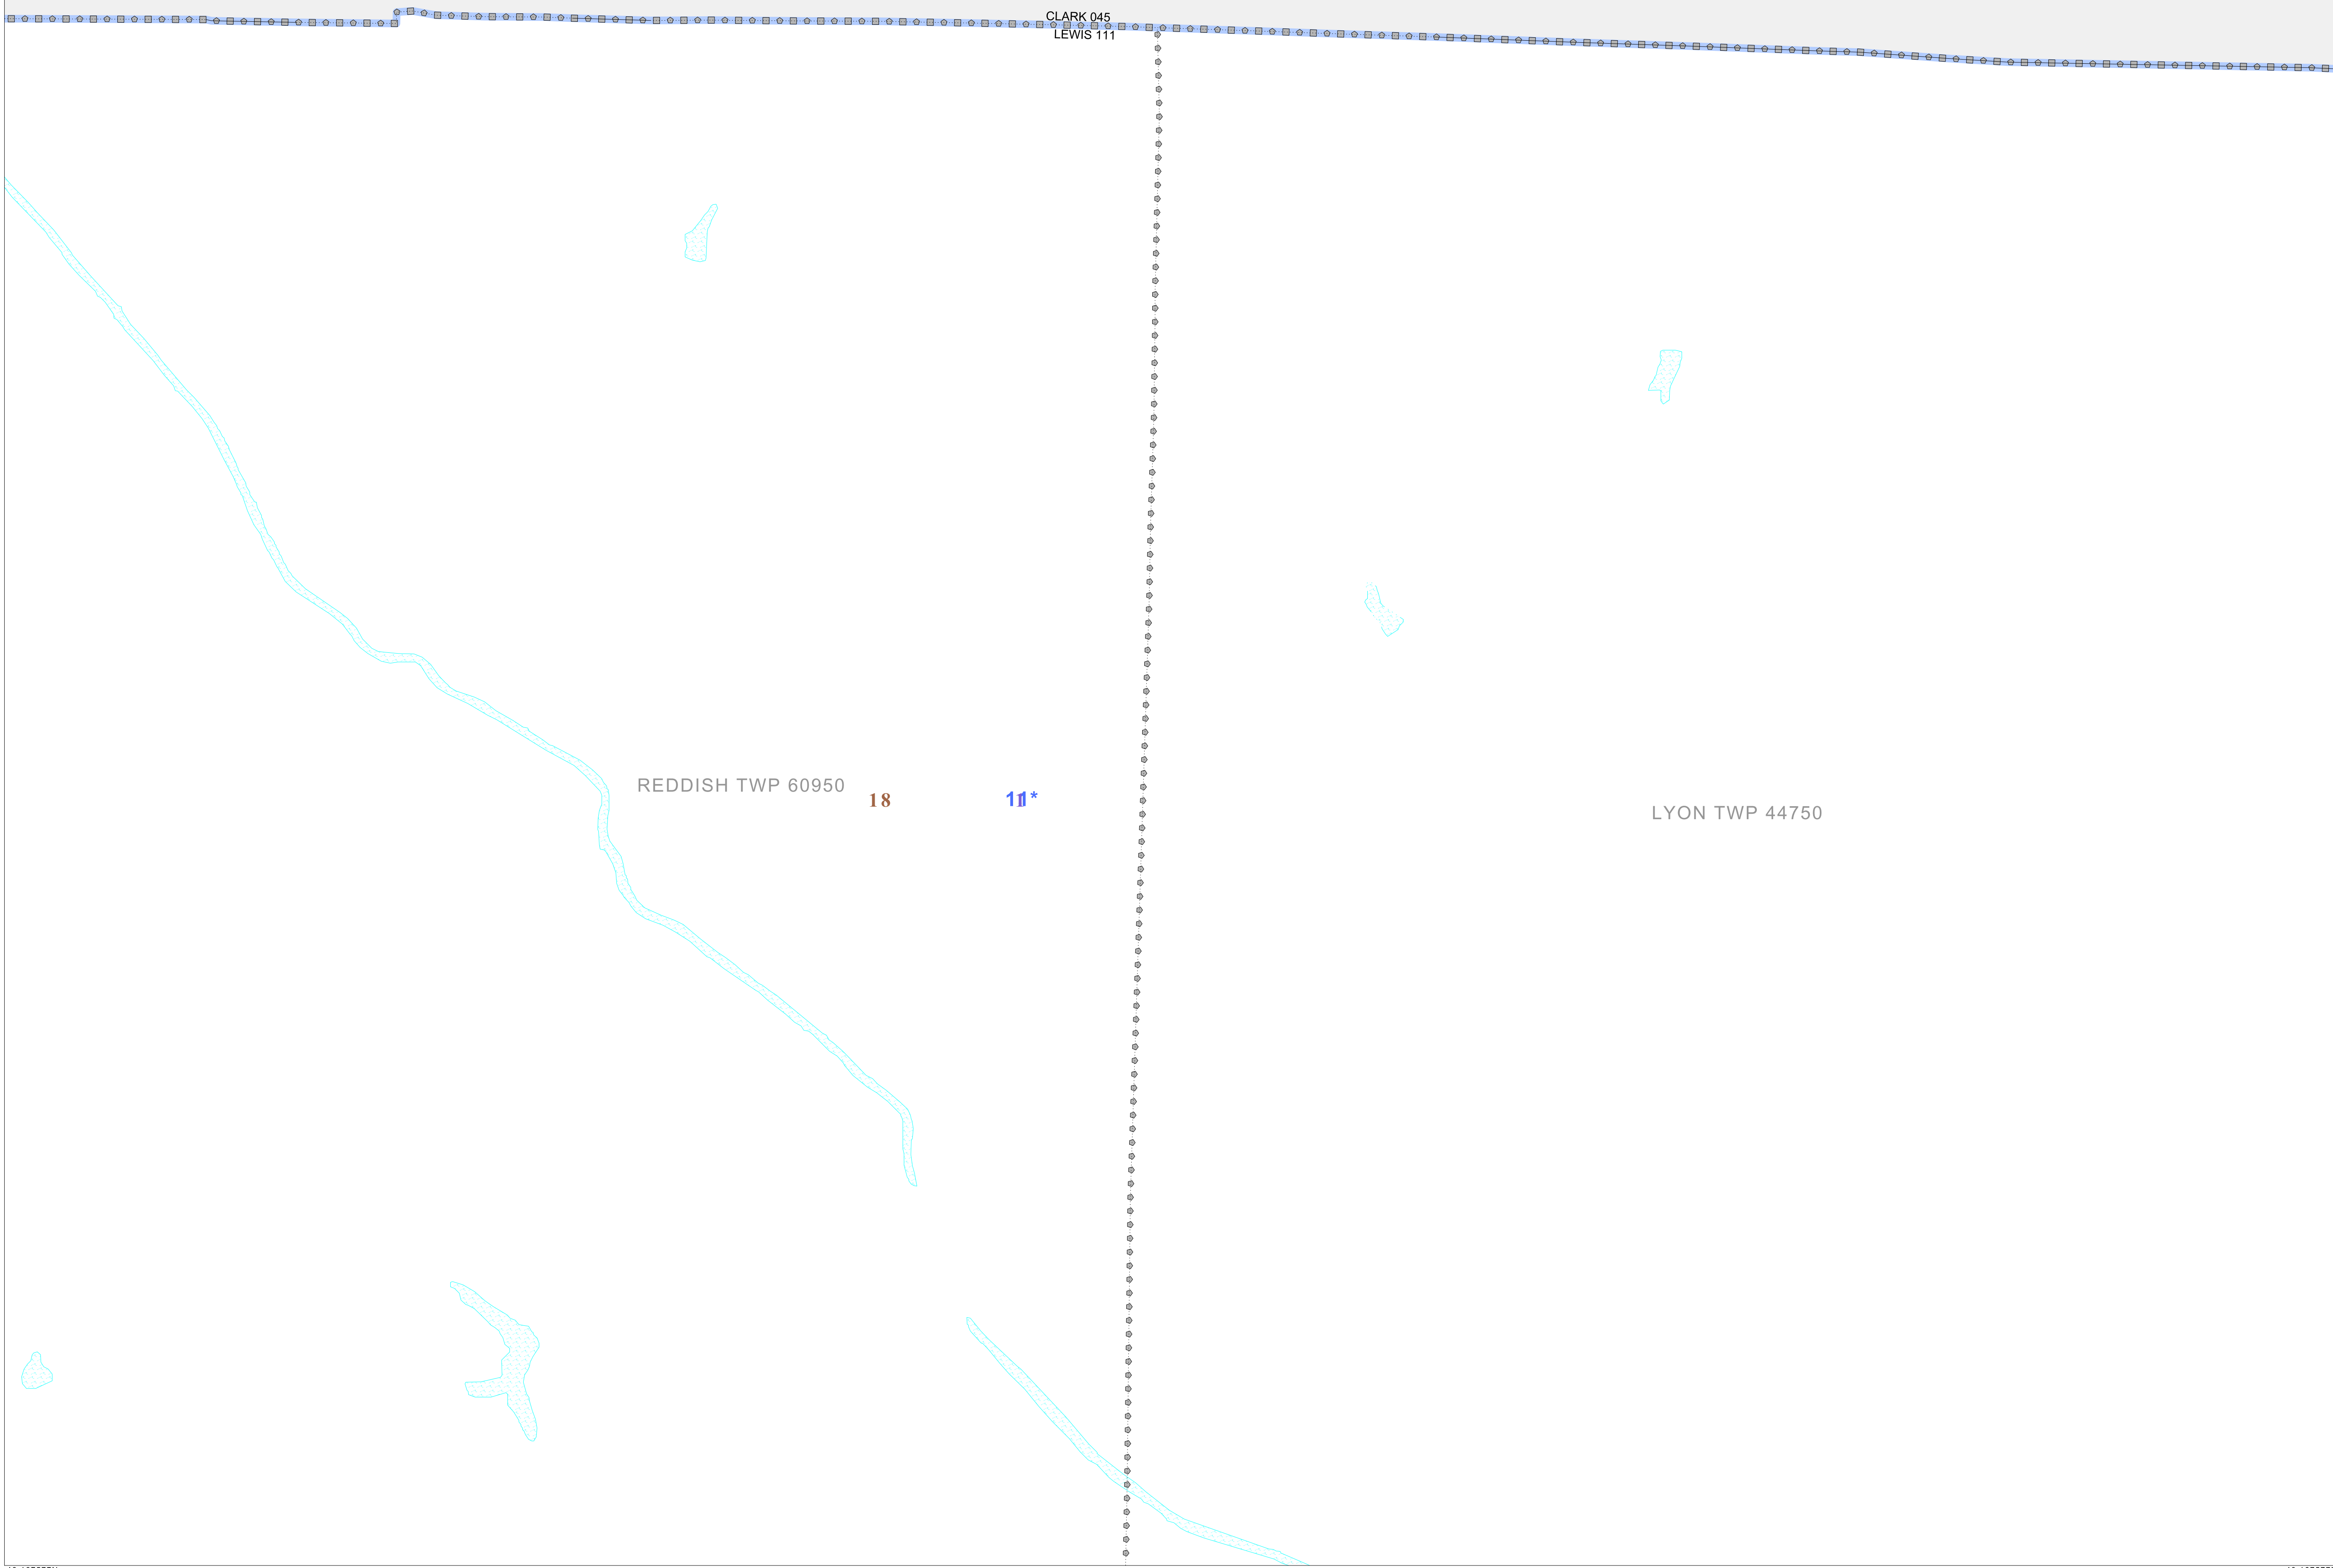 CLARK 045
LEWIS 111
REDDISH TWP 60950
18
11*
LYON TWP 44750